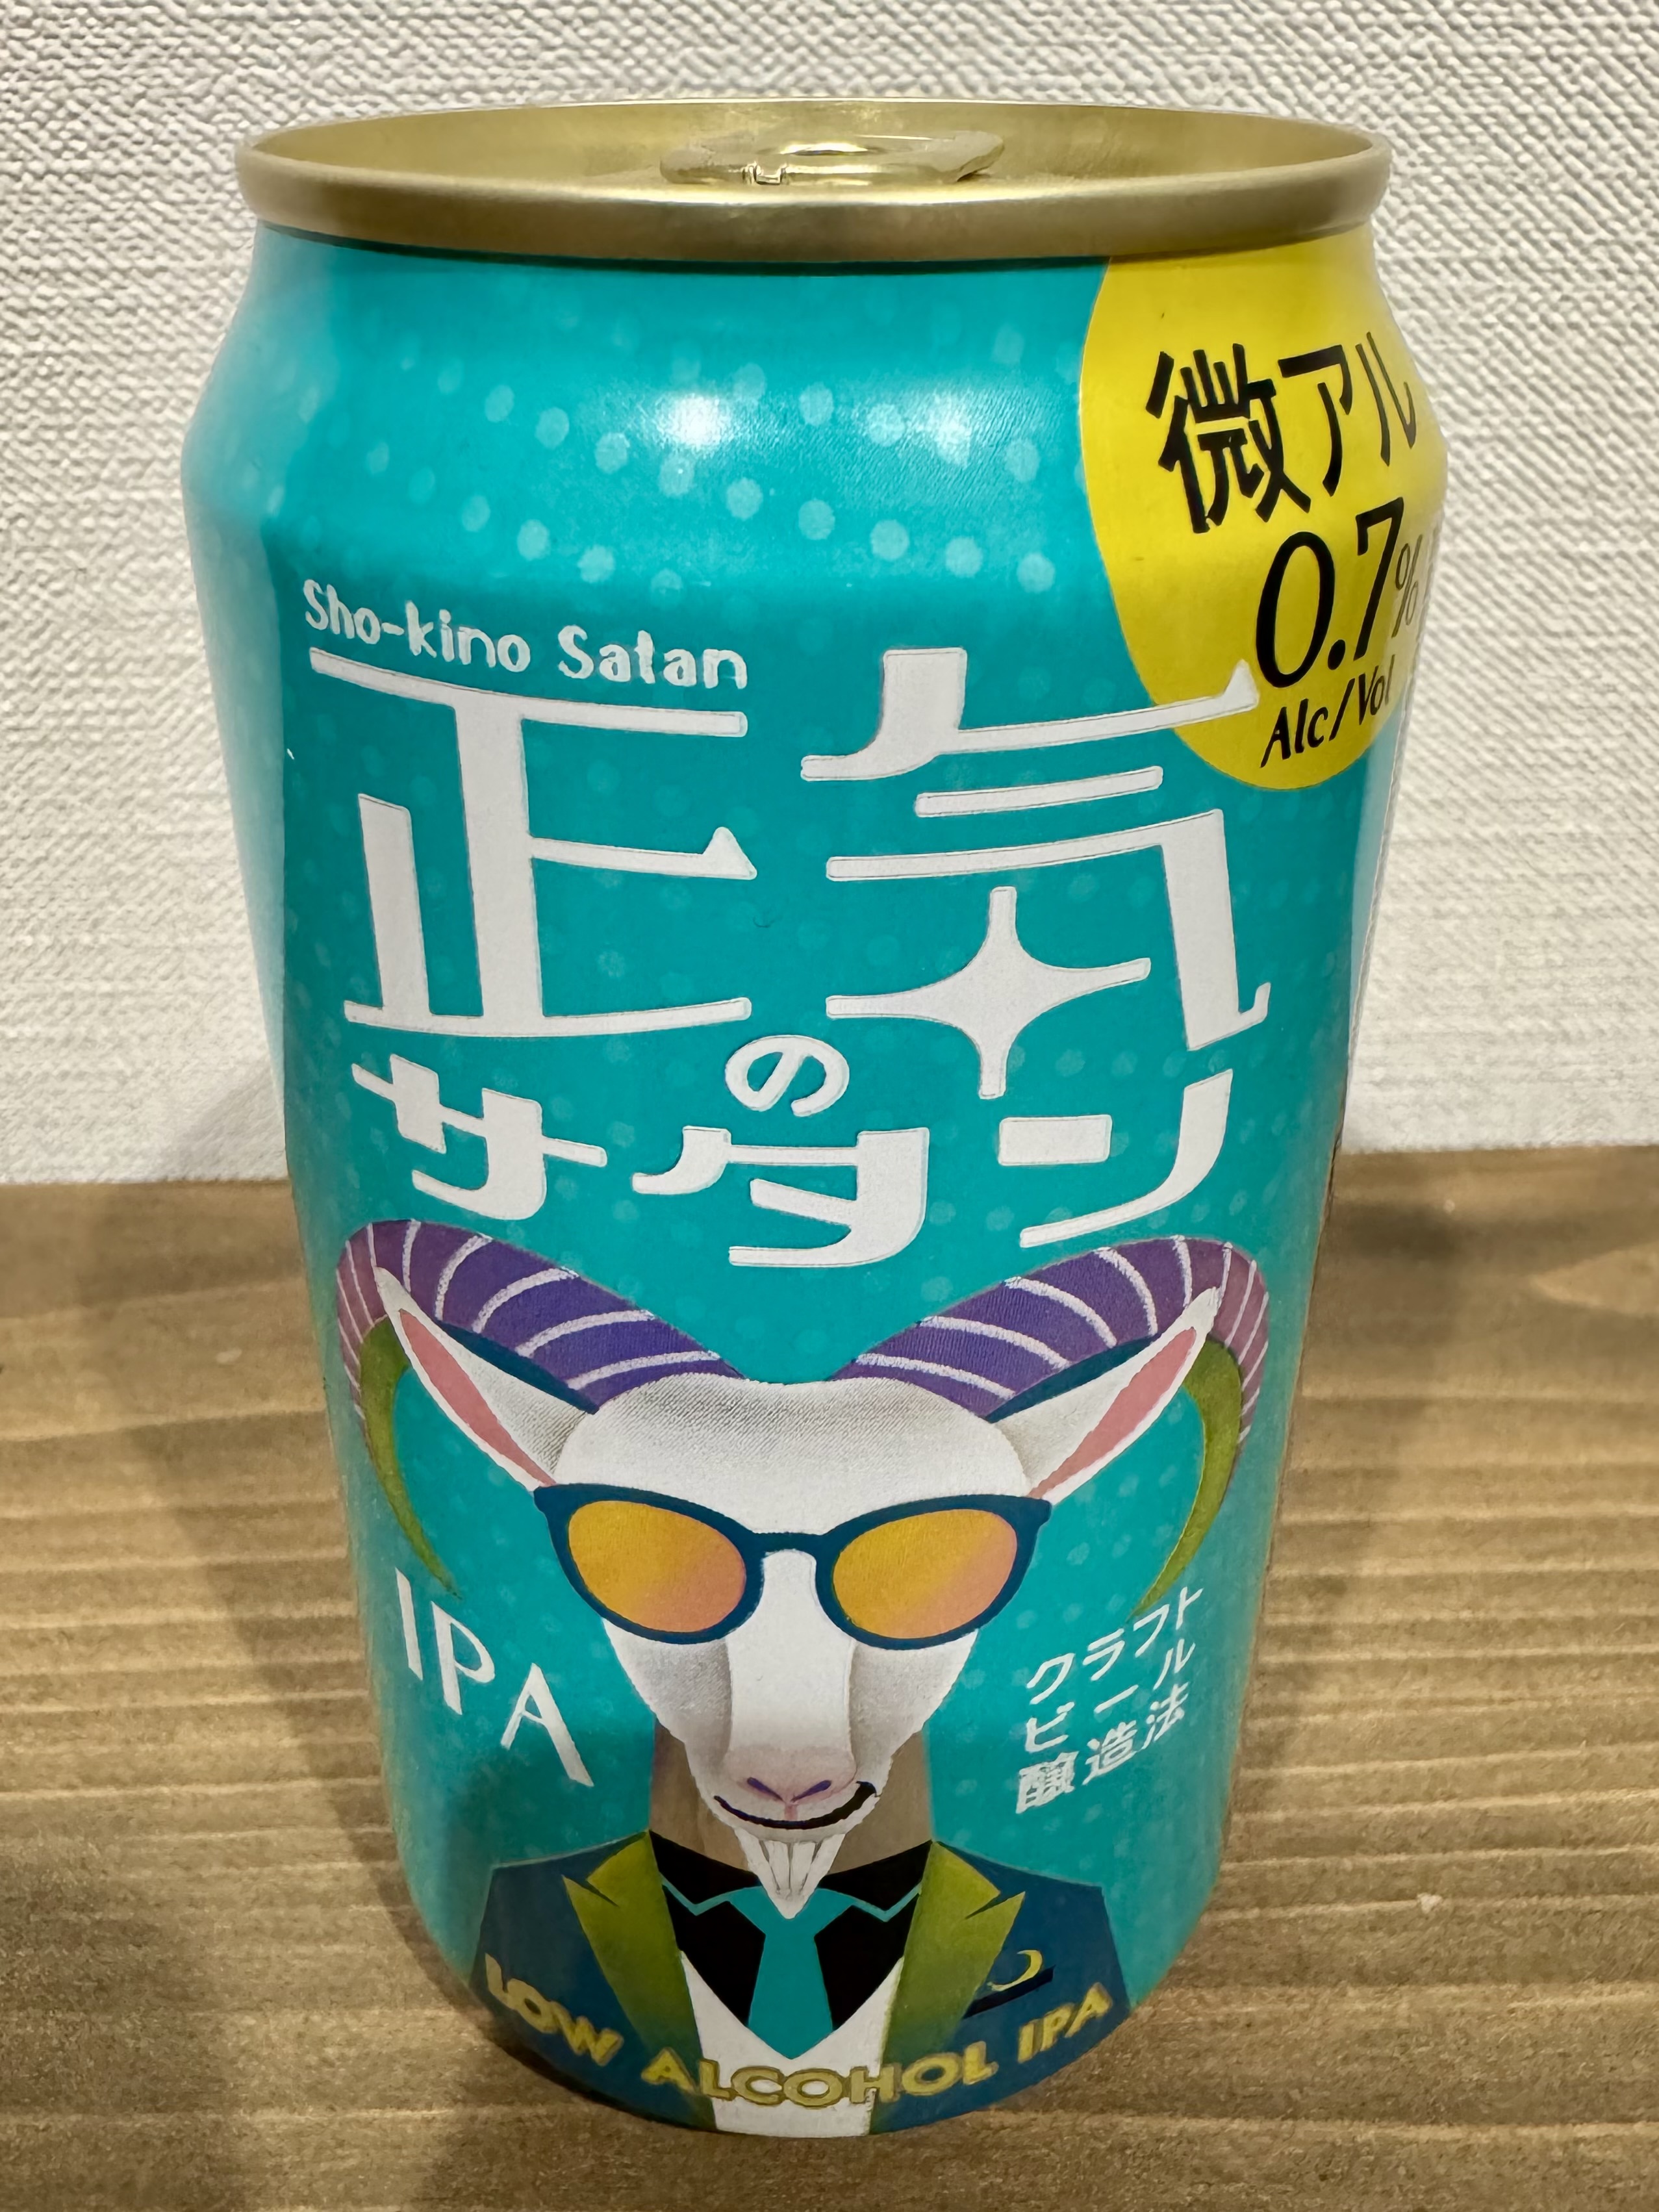 微アル
0.7%
Alc/Vol
Sho-kino Satan
正気
の
サタン
IPA
クラフト
ビール
醸造法
LOW ALCOHOL IPA